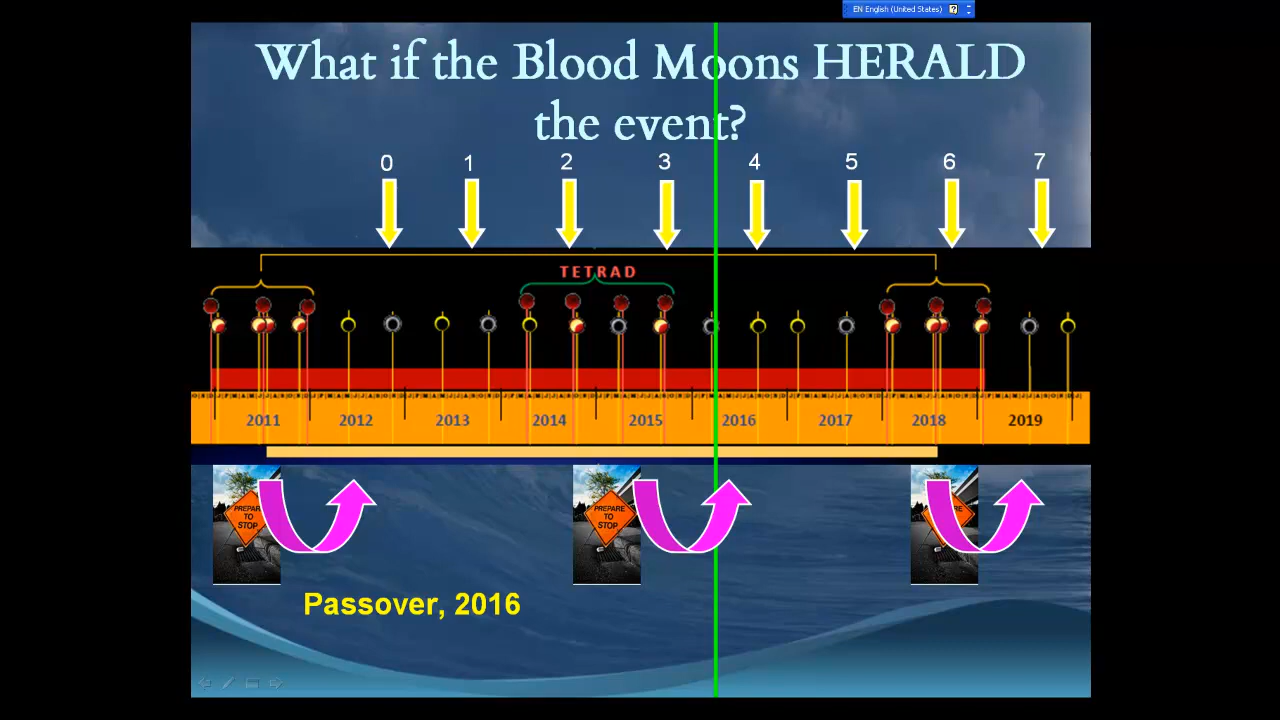 EN English (United States) ?
What if the Blood Moons HERALD
the event?
0 1 2 3 4 5 6 7
TETRAD
2011 2012 2013 2014 2015 2016 2017 2018 2019
PREPARE
TO
STOP
PREPARE
TO
STOP
Passover, 2016